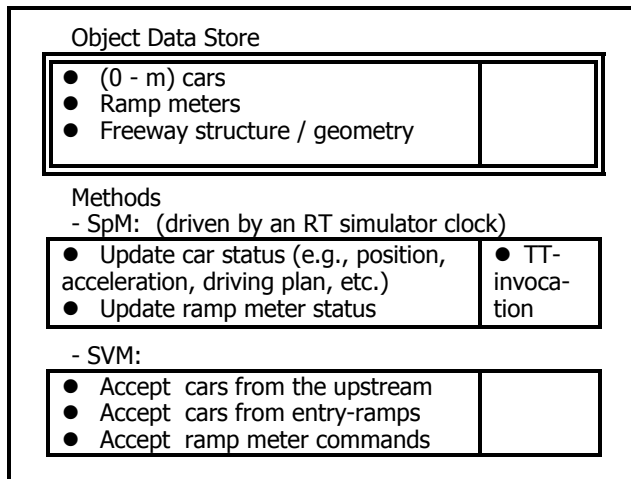 Object Data Store
● (0 - m) cars
● Ramp meters
● Freeway structure / geometry
Methods
- SpM: (driven by an RT simulator clock)
● Update car status (e.g., position,
acceleration, driving plan, etc.)
● Update ramp meter status
● TT-
invoca-
tion
- SVM:
● Accept cars from the upstream
● Accept cars from entry-ramps
● Accept ramp meter commands